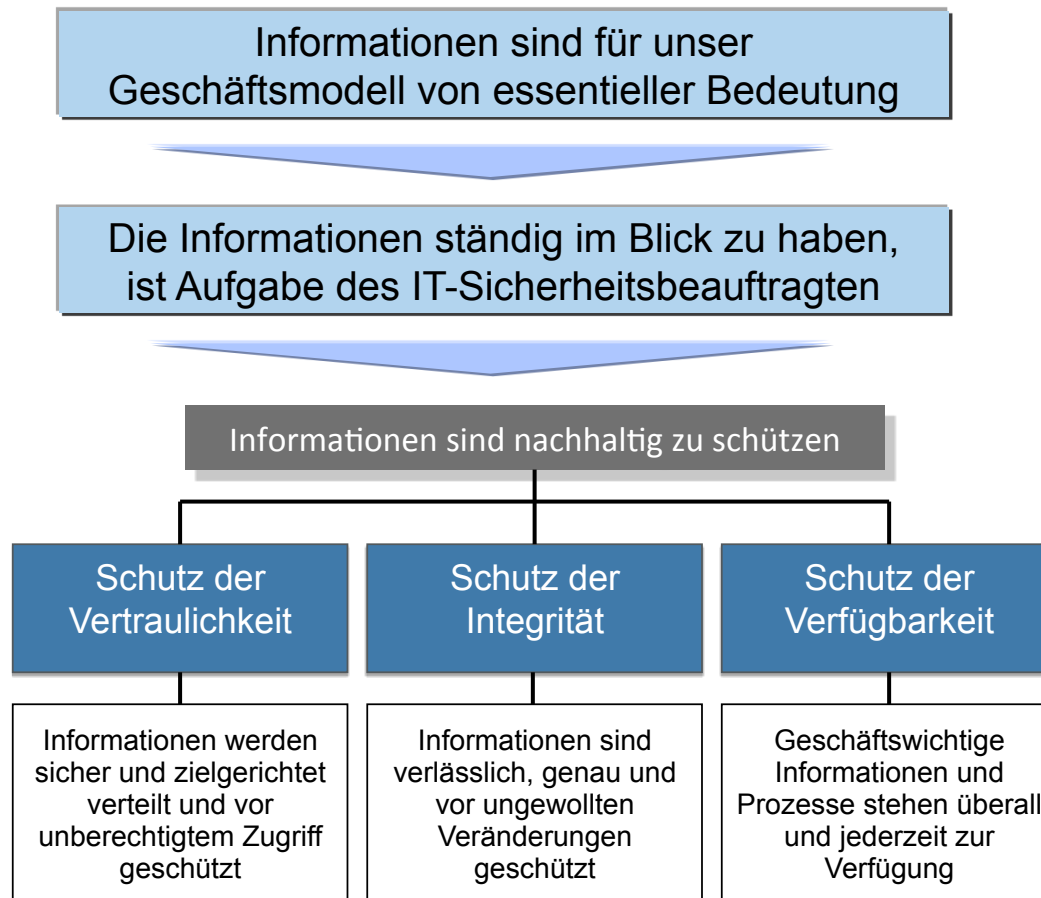 Informationen sind für unser
Geschäftsmodell von essentieller Bedeutung
Die Informationen ständig im Blick zu haben,
ist Aufgabe des IT-Sicherheitsbeauftragten
Informationen sind nachhaltig zu schützen
Schutz der
Vertraulichkeit
Schutz der
Integrität
Schutz der
Verfügbarkeit
Informationen werden
sicher und zielgerichtet
verteilt und vor
unberechtigtem Zugriff
geschützt
Informationen sind
verlässlich, genau und
vor ungewollten
Veränderungen
geschützt
Geschäftswichtige
Informationen und
Prozesse stehen überall
und jederzeit zur
Verfügung